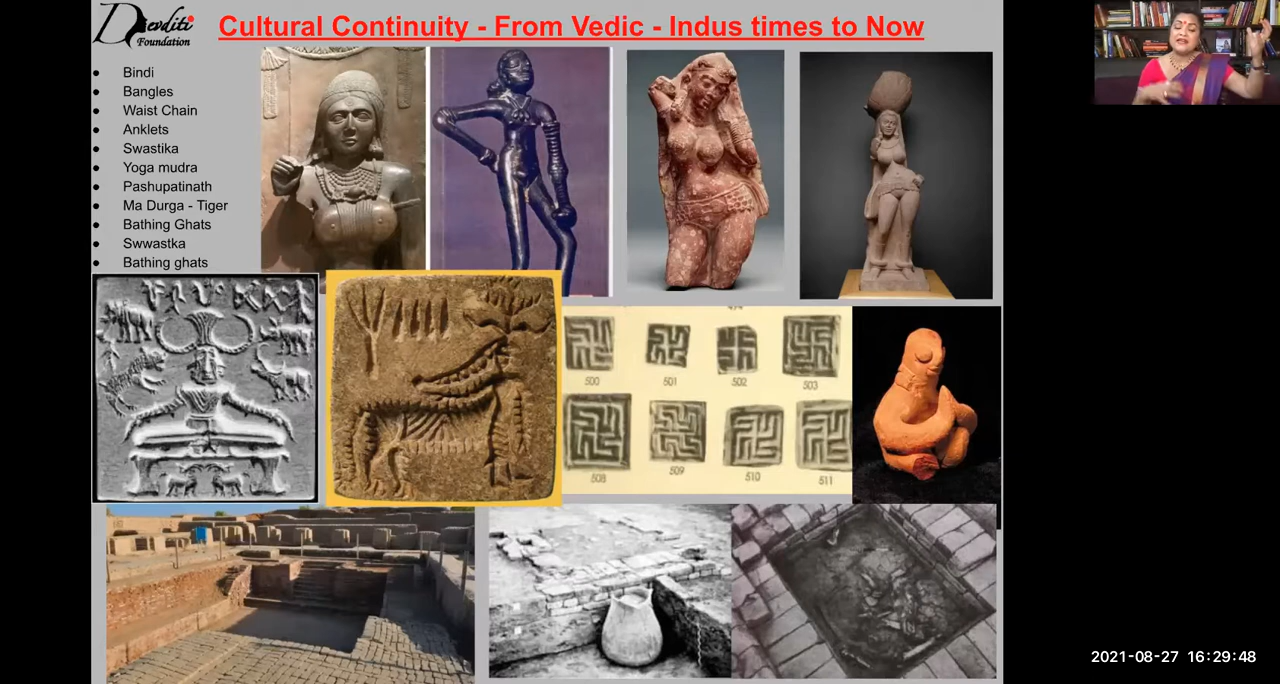 Devditi
Foundation
Cultural Continuity - From Vedic - Indus times to Now
Bindi
Bangles
Waist Chain
Anklets
Swastika
Yoga mudra
Pashupatinath
Ma Durga - Tiger
Bathing Ghats
Swwastka
Bathing ghats
500 501 502 503
508 509 510 511
2021-08-27 16:29:48